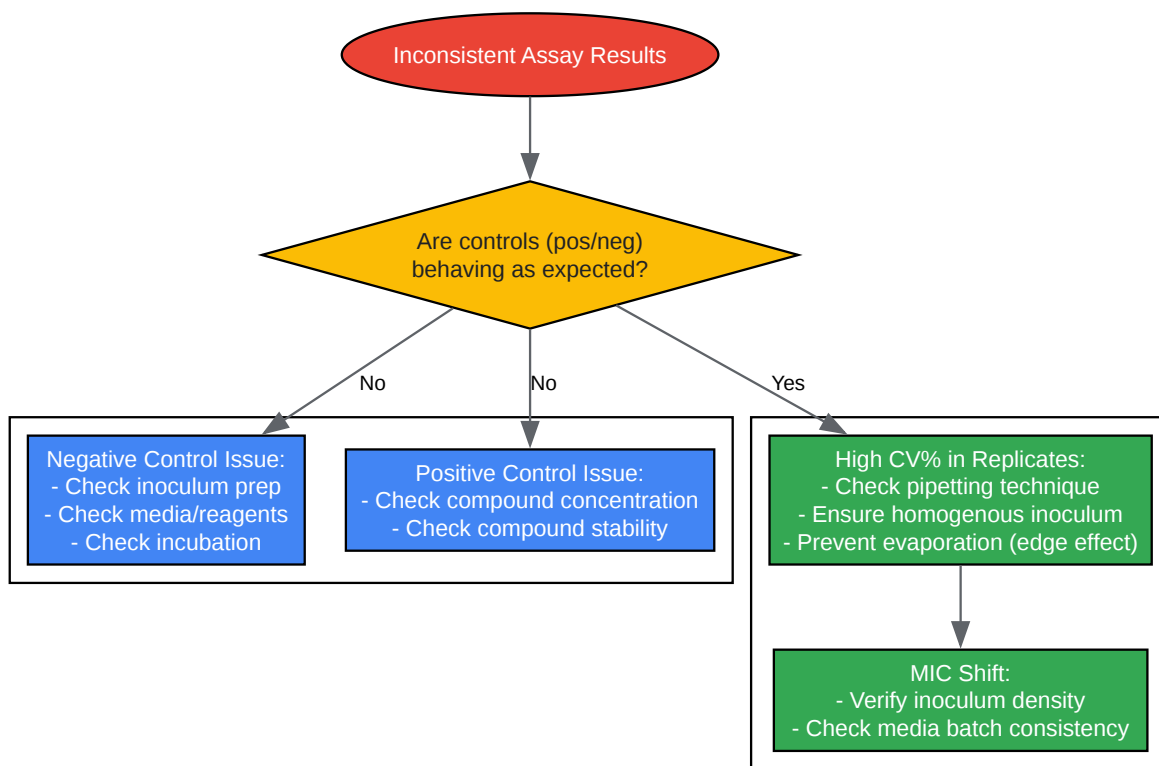 Inconsistent Assay Results
Are controls (pos/neg)
behaving as expected?
No
No
Yes
Negative Control Issue:
- Check inoculum prep
- Check media/reagents
- Check incubation
Positive Control Issue:
- Check compound concentration
- Check compound stability
High CV% in Replicates:
- Check pipetting technique
- Ensure homogenous inoculum
- Prevent evaporation (edge effect)
MIC Shift:
- Verify inoculum density
- Check media batch consistency